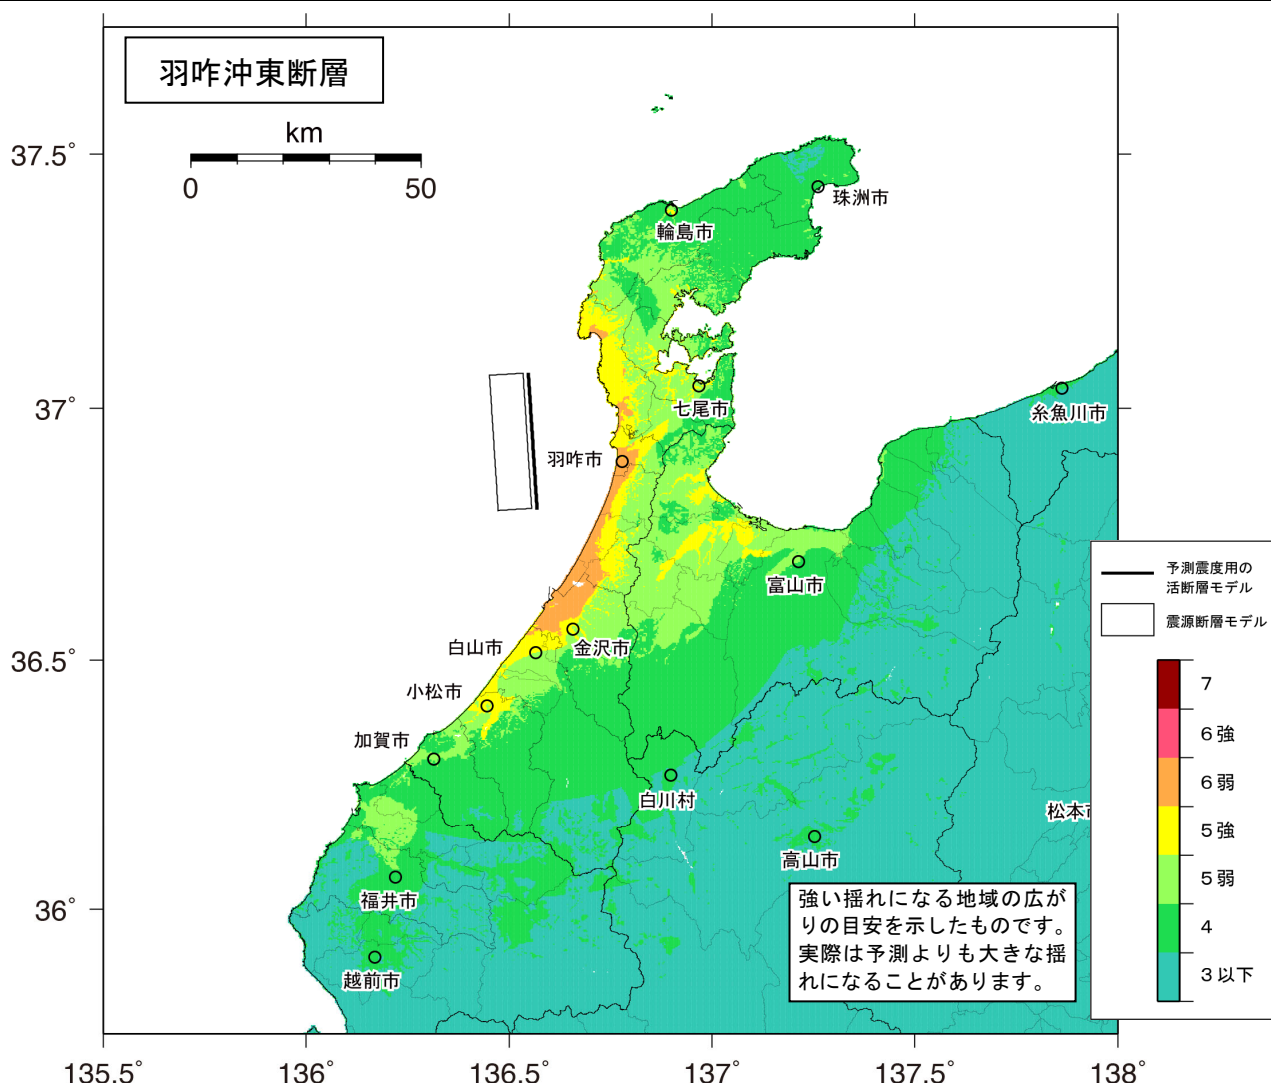 羽咋沖東断層
km
0
50
37.5°
37°
36.5°
36°
135.5°
136°
136.5°
137°
137.5°
138°
珠洲市
輪島市
七尾市
糸魚川市
羽咋市
富山市
金沢市
白山市
小松市
加賀市
白川村
松本市
高山市
福井市
越前市
予測震度用の
活断層モデル
震源断層モデル
7
6強
6弱
5強
5弱
4
3以下
強い揺れになる地域の広が
りの目安を示したものです。
実際は予測よりも大きな揺
れになることがあります。